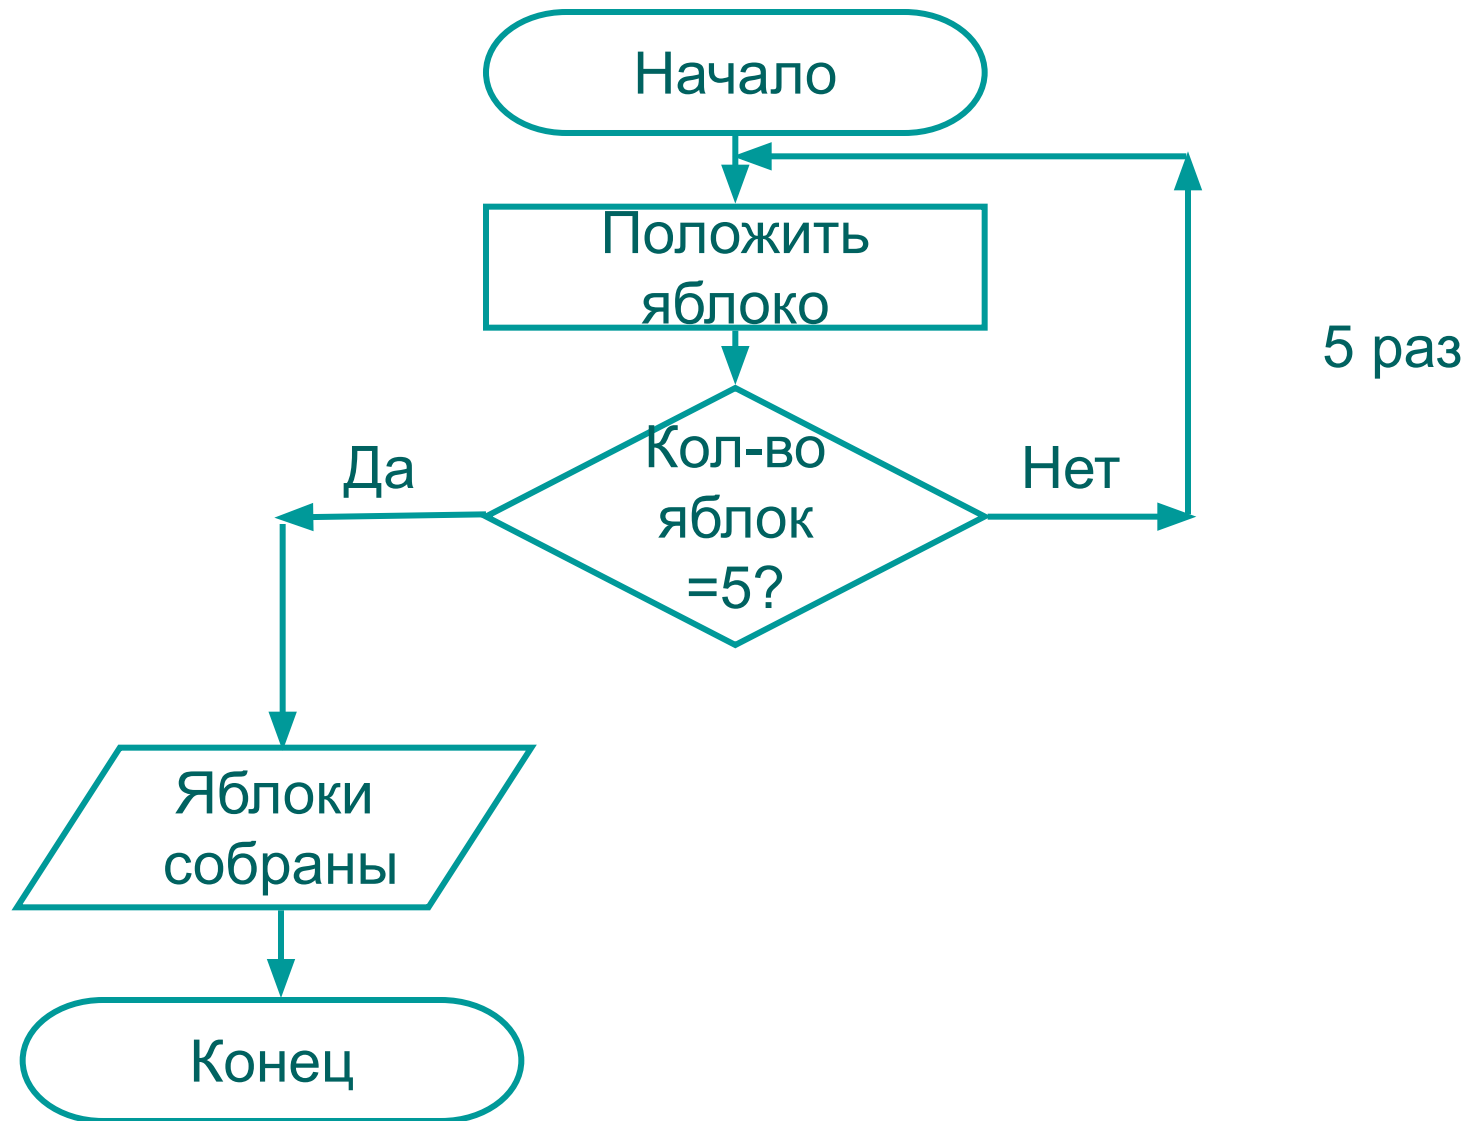 Начало
Положить
яблоко
5 раз
Да
Кол-во
яблок
=5?
Нет
Яблоки
собраны
Конец